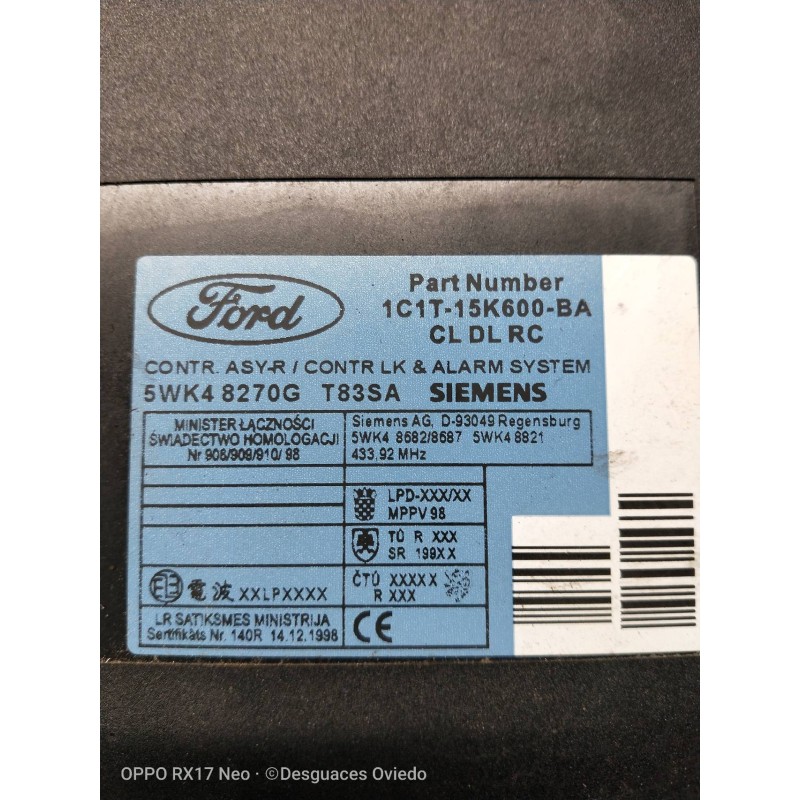 Ford
Part Number
1C1T-15K600-BA
CL DL RC
CONTR. ASY-R / CONTR LK & ALARM SYSTEM
5WK4 8270G T83SA SIEMENS
MINISTER ŁĄCZNOŚCI
ŚWIADECTWO HOMOLOGACJI
Nr 908/909/910/ 98
Siemens AG, D-93049 Regensburg
5WK4 8682/8687 5WK4 8821
433,92 MHz
LPD-XXX/XX
MPPV 98
TÚ R XXX
SR 199XX
電波 XXLPXXXX
ČTÚ XXXXX
R XXX
LR SATIKSMES MINISTRIJA
Sertifikāts Nr. 140R 14.12.1998
CE
OPPO RX17 Neo · ©Desguaces Oviedo